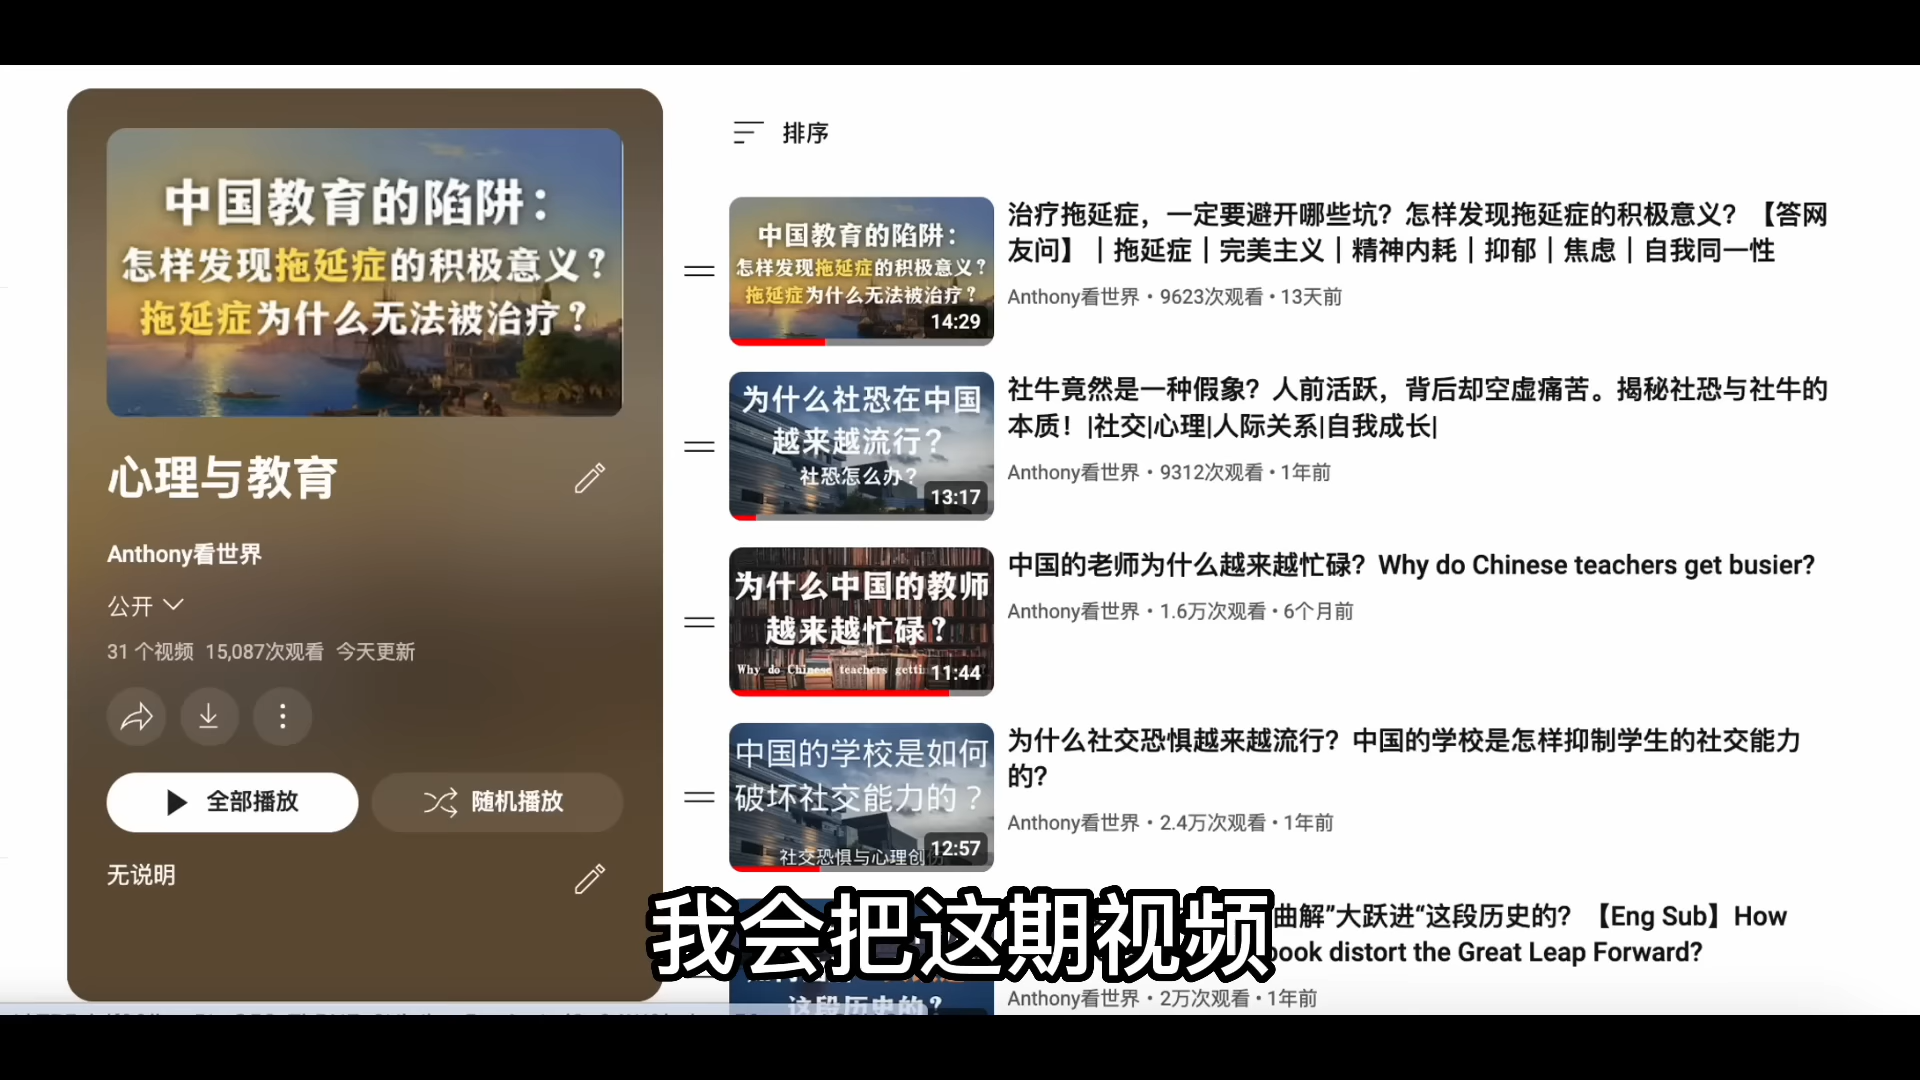 中国教育的陷阱：
怎样发现拖延症的积极意义？
拖延症为什么无法被治疗？
心理与教育
Anthony看世界
公开
31 个视频 15,087次观看 今天更新
全部播放
随机播放
无说明
排序
中国教育的陷阱：
怎样发现拖延症的积极意义？
拖延症为什么无法被治疗？
14:29
治疗拖延症，一定要避开哪些坑？怎样发现拖延症的积极意义？【答网
友问】｜拖延症｜完美主义｜精神内耗｜抑郁｜焦虑｜自我同一性
Anthony看世界・9623次观看・13天前
为什么社恐在中国
越来越流行？
社恐怎么办？
13:17
社牛竟然是一种假象？人前活跃，背后却空虚痛苦。揭秘社恐与社牛的
本质！|社交|心理|人际关系|自我成长|
Anthony看世界・9312次观看・1年前
为什么中国的教师
越来越忙碌？
Why do Chinese teachers getti
11:44
中国的老师为什么越来越忙碌？Why do Chinese teachers get busier?
Anthony看世界・1.6万次观看・6个月前
中国的学校是如何
破坏社交能力的？
社交恐惧与心理创伤
12:57
为什么社交恐惧越来越流行？中国的学校是怎样抑制学生的社交能力
的？
Anthony看世界・2.4万次观看・1年前
这段历史的？
曲解”大跃进“这段历史的？【Eng Sub】How
book distort the Great Leap Forward?
Anthony看世界・2万次观看・1年前
我会把这期视频